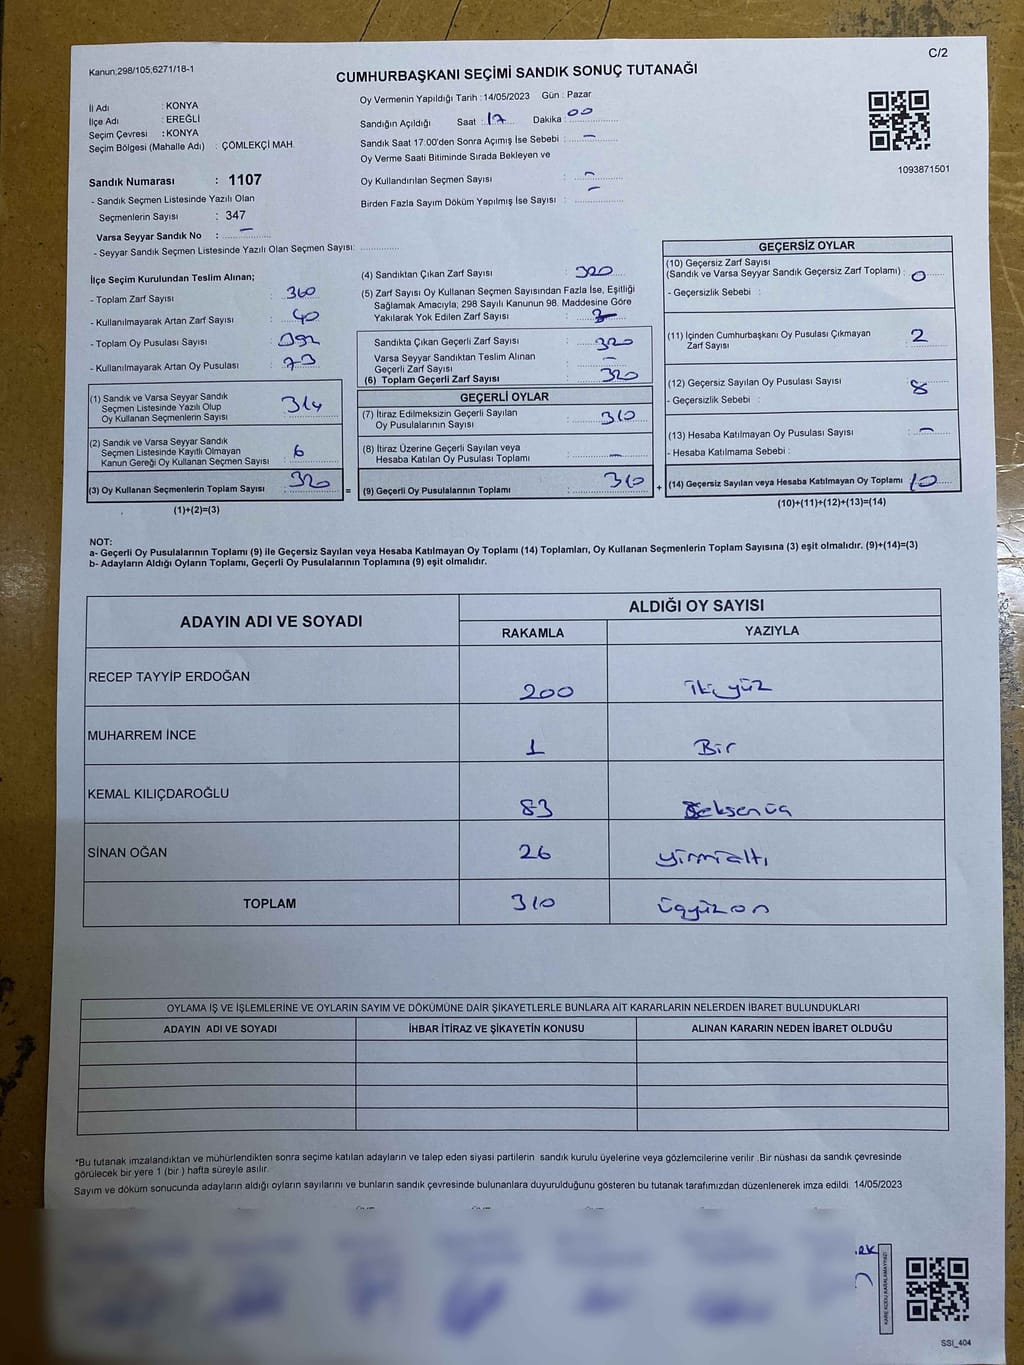 C/2
Kanun:298/105;6271/18-1
CUMHURBAŞKANI SEÇİMİ SANDIK SONUÇ TUTANAĞI
İl Adı : KONYA
İlçe Adı : EREĞLİ
Seçim Çevresi : KONYA
Seçim Bölgesi (Mahalle Adı) : ÇÖMLEKÇİ MAH.
Sandık Numarası : 1107
- Sandık Seçmen Listesinde Yazılı Olan
Seçmenlerin Sayısı : 347
Varsa Seyyar Sandık No : -
- Seyyar Sandık Seçmen Listesinde Yazılı Olan Seçmen Sayısı:
Oy Vermenin Yapıldığı Tarih : 14/05/2023 Gün : Pazar
Sandığın Açıldığı Saat : 17 Dakika : 00
Sandık Saat 17:00'den Sonra Açımış İse Sebebi : -
Oy Verme Saati Bitiminde Sırada Bekleyen ve
Oy Kullandırılan Seçmen Sayısı : -
Birden Fazla Sayım Döküm Yapılmış İse Sayısı : -
1093871501
İlçe Seçim Kurulundan Teslim Alınan;
- Toplam Zarf Sayısı : 360
- Kullanılmayarak Artan Zarf Sayısı : 40
- Toplam Oy Pusulası Sayısı : 392
- Kullanılmayarak Artan Oy Pusulası : 73
(1) Sandık ve Varsa Seyyar Sandık
Seçmen Listesinde Yazılı Olup
Oy Kullanan Seçmenlerin Sayısı : 314
(2) Sandık ve Varsa Seyyar Sandık
Seçmen Listesinde Kayıtlı Olmayan
Kanun Gereği Oy Kullanan Seçmen Sayısı : 6
(3) Oy Kullanan Seçmenlerin Toplam Sayısı : 320
(1)+(2)=(3)
(4) Sandıktan Çıkan Zarf Sayısı : 320
(5) Zarf Sayısı Oy Kullanan Seçmen Sayısından Fazla İse, Eşitliği
Sağlamak Amacıyla; 298 Sayılı Kanunun 98. Maddesine Göre
Yakılarak Yok Edilen Zarf Sayısı :
Sandıkta Çıkan Geçerli Zarf Sayısı : 320
Varsa Seyyar Sandıktan Teslim Alınan
Geçerli Zarf Sayısı : -
(6) Toplam Geçerli Zarf Sayısı : 320
GEÇERLİ OYLAR
(7) İtiraz Edilmeksizin Geçerli Sayılan
Oy Pusulalarının Sayısı : 310
(8) İtiraz Üzerine Geçerli Sayılan veya
Hesaba Katılan Oy Pusulası Toplamı : -
= (9) Geçerli Oy Pusulalarının Toplamı : 310
GEÇERSİZ OYLAR
(10) Geçersiz Zarf Sayısı
(Sandık ve Varsa Seyyar Sandık Geçersiz Zarf Toplamı) : 0
- Geçersizlik Sebebi :
(11) İçinden Cumhurbaşkanı Oy Pusulası Çıkmayan
Zarf Sayısı : 2
(12) Geçersiz Sayılan Oy Pusulası Sayısı : 8
- Geçersizlik Sebebi :
(13) Hesaba Katılmayan Oy Pusulası Sayısı : -
- Hesaba Katılmama Sebebi :
+ (14) Geçersiz Sayılan veya Hesaba Katılmayan Oy Toplamı : 10
(10)+(11)+(12)+(13)=(14)
NOT:
a- Geçerli Oy Pusulalarının Toplamı (9) ile Geçersiz Sayılan veya Hesaba Katılmayan Oy Toplamı (14) Toplamları, Oy Kullanan Seçmenlerin Toplam Sayısına (3) eşit olmalıdır. (9)+(14)=(3)
b- Adayların Aldığı Oyların Toplamı, Geçerli Oy Pusulalarının Toplamına (9) eşit olmalıdır.
ADAYIN ADI VE SOYADI ALDIĞI OY SAYISI
RAKAMLA YAZIYLA
RECEP TAYYİP ERDOĞAN 200 iki yüz
MUHARREM İNCE 1 Bir
KEMAL KILIÇDAROĞLU 83 Seksenüç
SİNAN OĞAN 26 yirmialtı
TOPLAM 310 üçyüzon
OYLAMA İŞ VE İŞLEMLERİNE VE OYLARIN SAYIM VE DÖKÜMÜNE DAİR ŞİKAYETLERLE BUNLARA AİT KARARLARIN NELERDEN İBARET BULUNDUKLARI
ADAYIN ADI VE SOYADI İHBAR İTİRAZ VE ŞİKAYETİN KONUSU ALINAN KARARIN NEDEN İBARET OLDUĞU
*Bu tutanak imzalandıktan ve mühürlendikten sonra seçime katılan adayların ve talep eden siyasi partilerin sandık kurulu üyelerine veya gözlemcilerine verilir .Bir nüshası da sandık çevresinde
görülecek bir yere 1 (bir ) hafta süreyle asılır.
Sayım ve döküm sonucunda adayların aldığı oyların sayılarını ve bunların sandık çevresinde bulunanlara duyurulduğunu gösteren bu tutanak tarafımızdan düzenlenerek imza edildi. 14/05/2023
KARE KODU KARALAMAYINIZ!
SSI_404